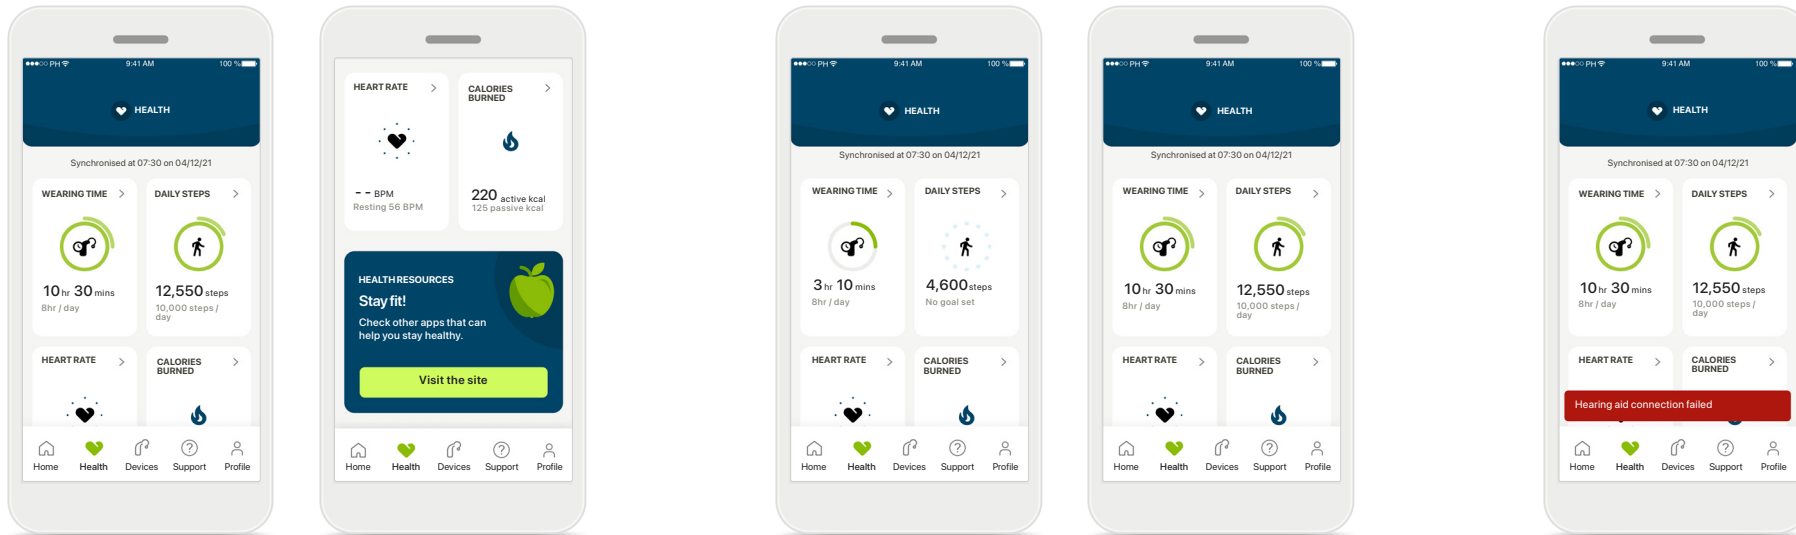 ●●●○○ PH 9:41 AM 100 %
HEALTH
Synchronised at 07:30 on 04/12/21
WEARING TIME > DAILY STEPS >
10 hr 30 mins 12,550 steps
8hr / day 10,000 steps /
day
HEART RATE > CALORIES >
BURNED
Home Health Devices Support Profile
HEART RATE > CALORIES >
BURNED
- - BPM 220 active kcal
Resting 56 BPM 125 passive kcal
HEALTH RESOURCES
Stay fit!
Check other apps that can
help you stay healthy.
Visit the site
Home Health Devices Support Profile
●●●○○ PH 9:41 AM 100 %
HEALTH
Synchronised at 07:30 on 04/12/21
WEARING TIME > DAILY STEPS >
3 hr 10 mins 4,600 steps
8hr / day No goal set
HEART RATE > CALORIES >
BURNED
Home Health Devices Support Profile
●●●○○ PH 9:41 AM 100 %
HEALTH
Synchronised at 07:30 on 04/12/21
WEARING TIME > DAILY STEPS >
10 hr 30 mins 12,550 steps
8hr / day 10,000 steps /
day
HEART RATE > CALORIES >
BURNED
Home Health Devices Support Profile
●●●○○ PH 9:41 AM 100 %
HEALTH
Synchronised at 07:30 on 04/12/21
WEARING TIME > DAILY STEPS >
10 hr 30 mins 12,550 steps
8hr / day 10,000 steps /
day
HEART RATE > CALORIES >
BURNED
Hearing aid connection failed
Home Health Devices Support Profile